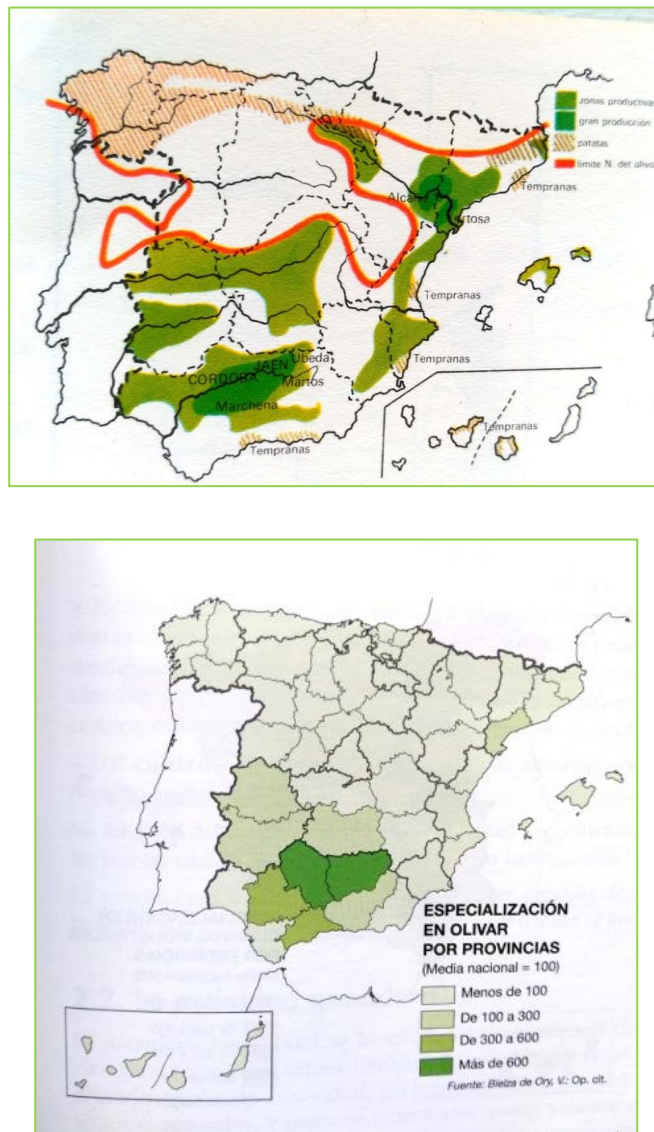 zonas productivas
gran producción
patatas
límite N. del olivo
Tempranas
Tempranas
Úbeda
JAEN
CORDOBA
Martos
Tempranas
Marchena
Tempranas
Tempranas
ESPECIALIZACIÓN
EN OLIVAR
POR PROVINCIAS
(Media nacional = 100)
Menos de 100
De 100 a 300
De 300 a 600
Más de 600
Fuente: Bielza de Ory, V.: Op. cit.